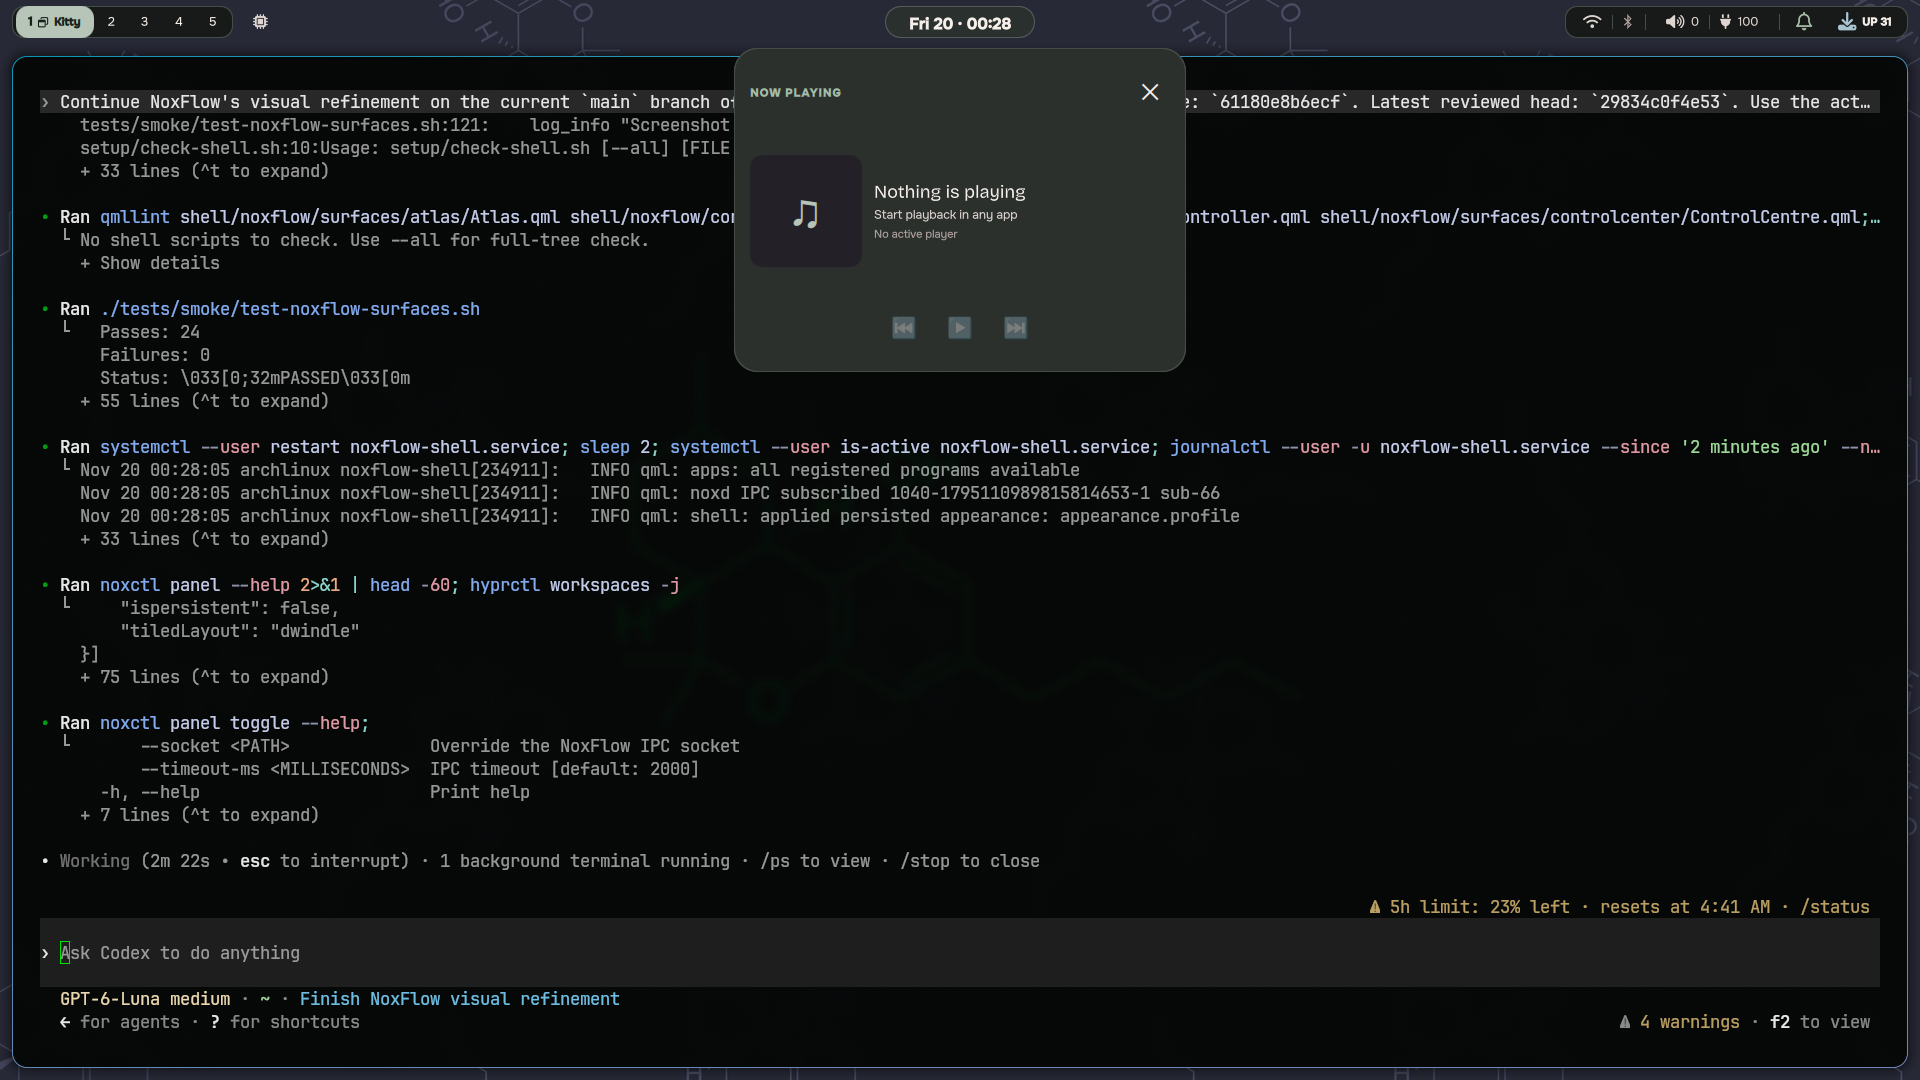 1 Kitty 2 3 4 5
Fri 20 · 00:28
0 100 UP 31
NOW PLAYING
Nothing is playing
Start playback in any app
No active player
› Continue NoxFlow's visual refinement on the current `main` branch of
: `61180e8b6ecf`. Latest reviewed head: `29834c0f4e53`. Use the act…
tests/smoke/test-noxflow-surfaces.sh:121:    log_info "Screenshot
setup/check-shell.sh:10:Usage: setup/check-shell.sh [--all] [FILE
+ 33 lines (^t to expand)
• Ran qmllint shell/noxflow/surfaces/atlas/Atlas.qml shell/noxflow/cor
ontroller.qml shell/noxflow/surfaces/controlcenter/ControlCentre.qml;…
└ No shell scripts to check. Use --all for full-tree check.
+ Show details
• Ran ./tests/smoke/test-noxflow-surfaces.sh
└   Passes: 24
Failures: 0
Status: \033[0;32mPASSED\033[0m
+ 55 lines (^t to expand)
• Ran systemctl --user restart noxflow-shell.service; sleep 2; systemctl --user is-active noxflow-shell.service; journalctl --user -u noxflow-shell.service --since '2 minutes ago' --n…
└ Nov 20 00:28:05 archlinux noxflow-shell[234911]:   INFO qml: apps: all registered programs available
Nov 20 00:28:05 archlinux noxflow-shell[234911]:   INFO qml: noxd IPC subscribed 1040-1795110989815814653-1 sub-66
Nov 20 00:28:05 archlinux noxflow-shell[234911]:   INFO qml: shell: applied persisted appearance: appearance.profile
+ 33 lines (^t to expand)
• Ran noxctl panel --help 2>&1 | head -60; hyprctl workspaces -j
└     "ispersistent": false,
"tiledLayout": "dwindle"
}]
+ 75 lines (^t to expand)
• Ran noxctl panel toggle --help;
└       --socket <PATH>              Override the NoxFlow IPC socket
--timeout-ms <MILLISECONDS>  IPC timeout [default: 2000]
-h, --help                       Print help
+ 7 lines (^t to expand)
• Working (2m 22s • esc to interrupt) · 1 background terminal running · /ps to view · /stop to close
⚠ 5h limit: 23% left · resets at 4:41 AM · /status
› Ask Codex to do anything
GPT-6-Luna medium · ~ · Finish NoxFlow visual refinement
← for agents · ? for shortcuts
⚠ 4 warnings · f2 to view